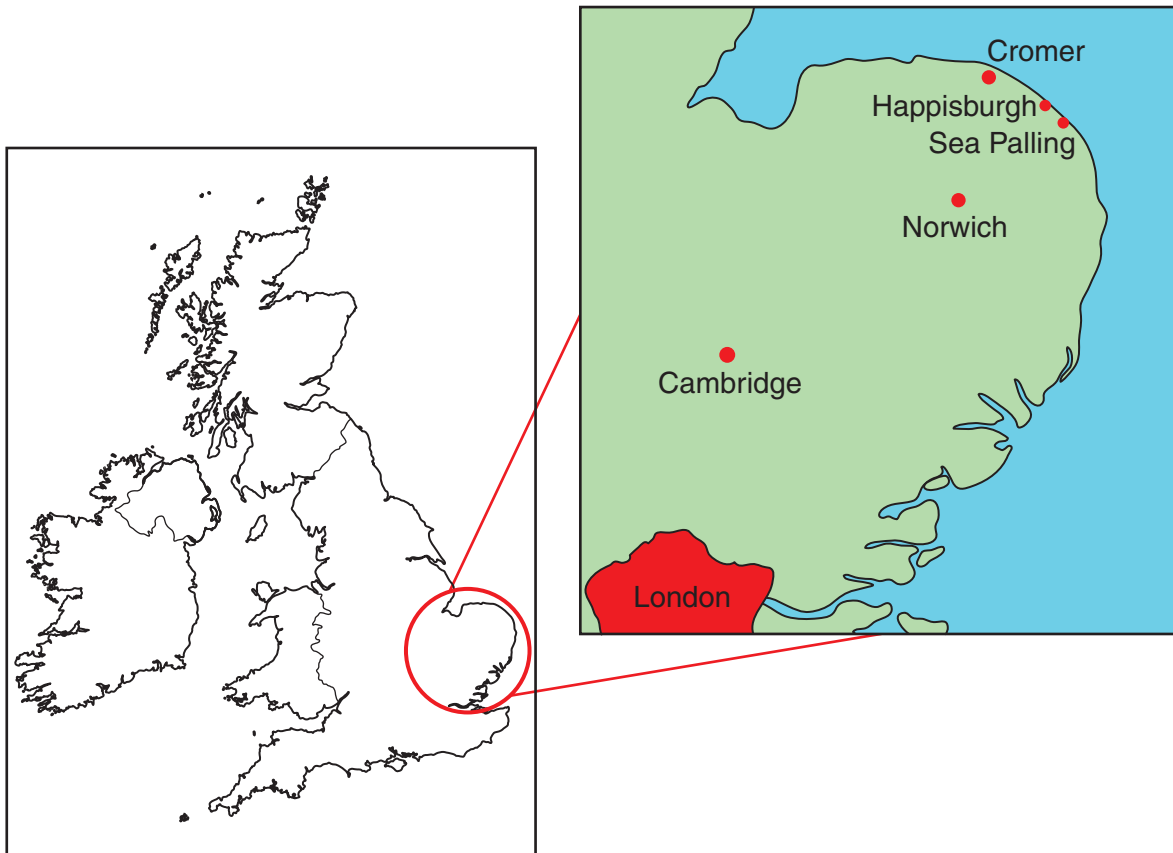 Cromer
Happisburgh
Sea Palling
Norwich
Cambridge
London